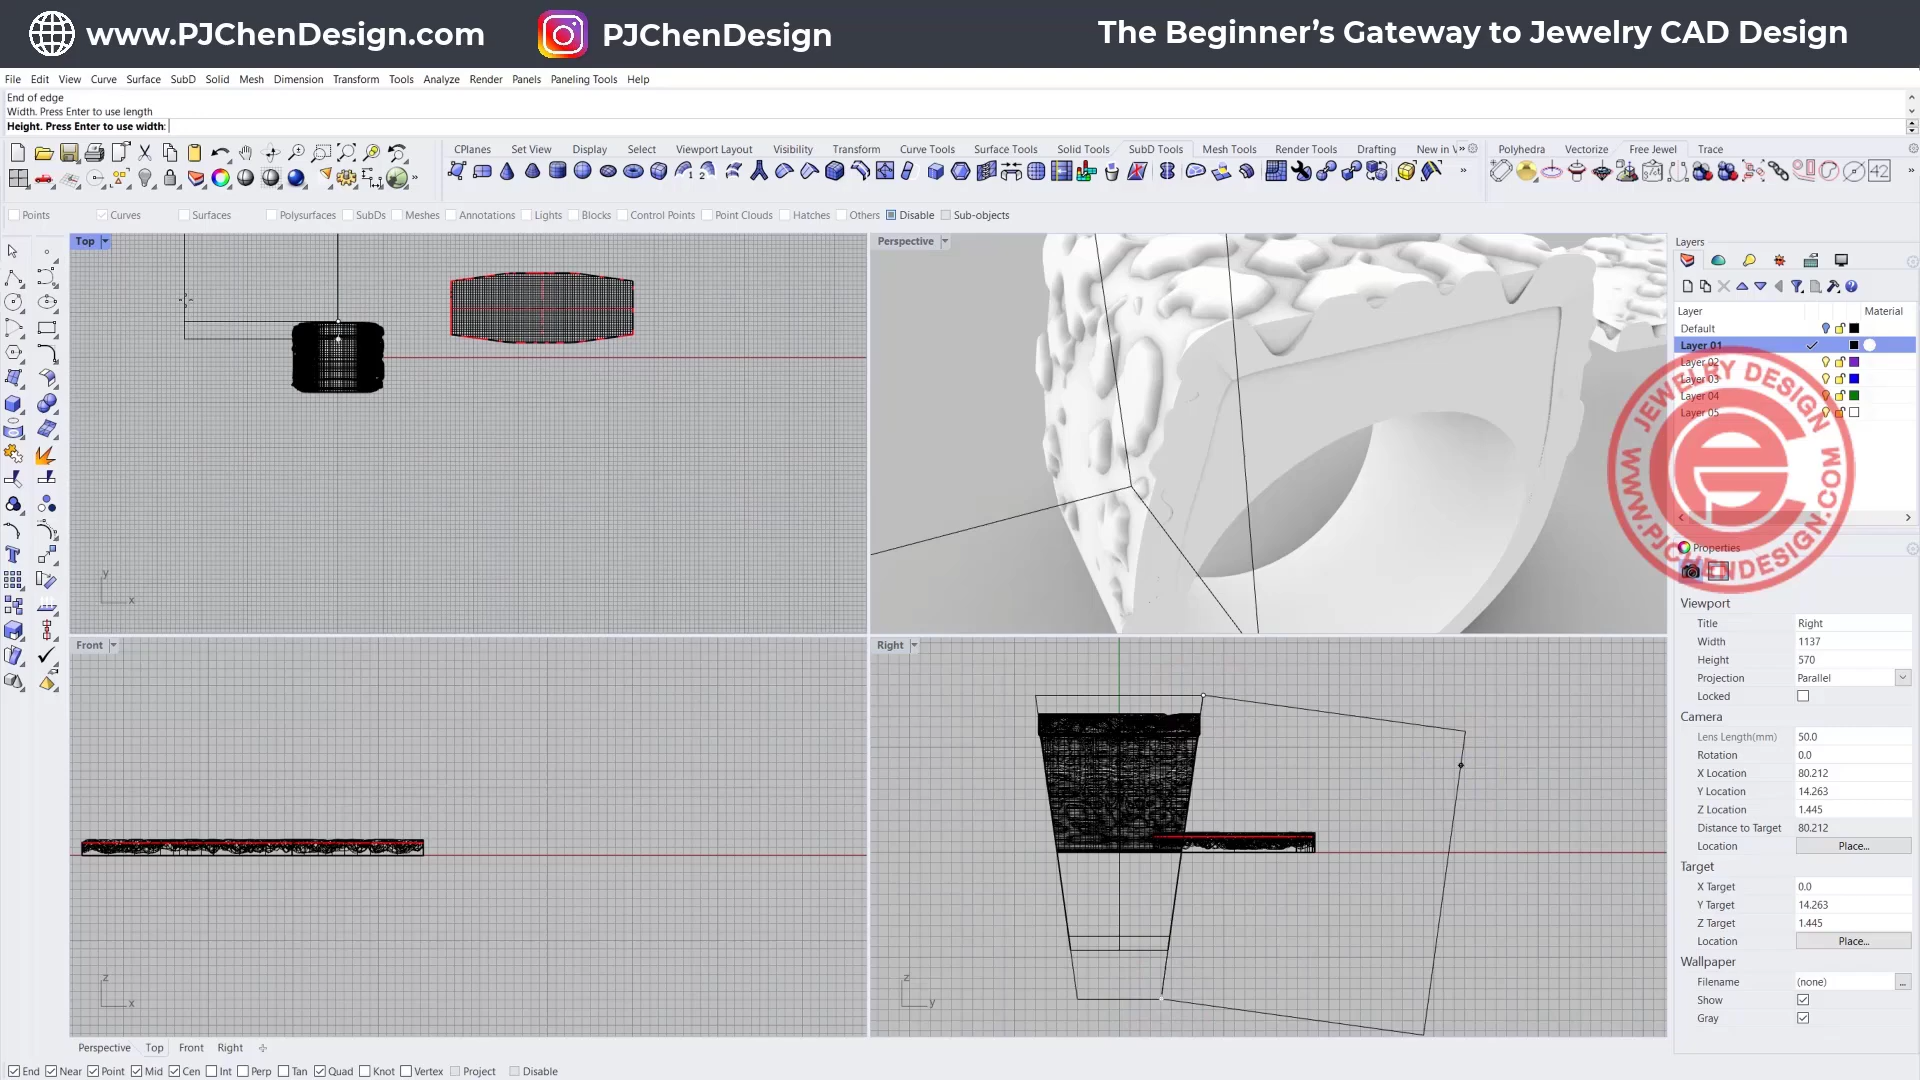 www.PJChenDesign.com
PJChenDesign
The Beginner's Gateway to Jewelry CAD Design
File Edit View Curve Surface SubD Solid Mesh Dimension Transform Tools Analyze Render Panels Paneling Tools Help
End of edge
Width. Press Enter to use length
Height. Press Enter to use width:
CPlanes Set View Display Select Viewport Layout Visibility Transform Curve Tools Surface Tools Solid Tools SubD Tools Mesh Tools Render Tools Drafting New in V
Polyhedra Vectorize Free Jewel Trace
Points Curves Surfaces Polysurfaces SubDs Meshes Annotations Lights Blocks Control Points Point Clouds Hatches Others Disable Sub-objects
Top
y
x
Perspective
Front
z
x
Right
z
y
Layers
Layer Material
Default
Layer 01
Layer 02
Layer 03
Layer 04
Layer 05
JEWELRY DESIGN
WWW.PJCHENDESIGN.COM
Properties
Viewport
Title Right
Width 1137
Height 570
Projection Parallel
Locked
Camera
Lens Length(mm) 50.0
Rotation 0.0
X Location 80.212
Y Location 14.263
Z Location 1.445
Distance to Target 80.212
Location Place...
Target
X Target 0.0
Y Target 14.263
Z Target 1.445
Location Place...
Wallpaper
Filename (none) ...
Show
Gray
Perspective Top Front Right
End Near Point Mid Cen Int Perp Tan Quad Knot Vertex Project Disable